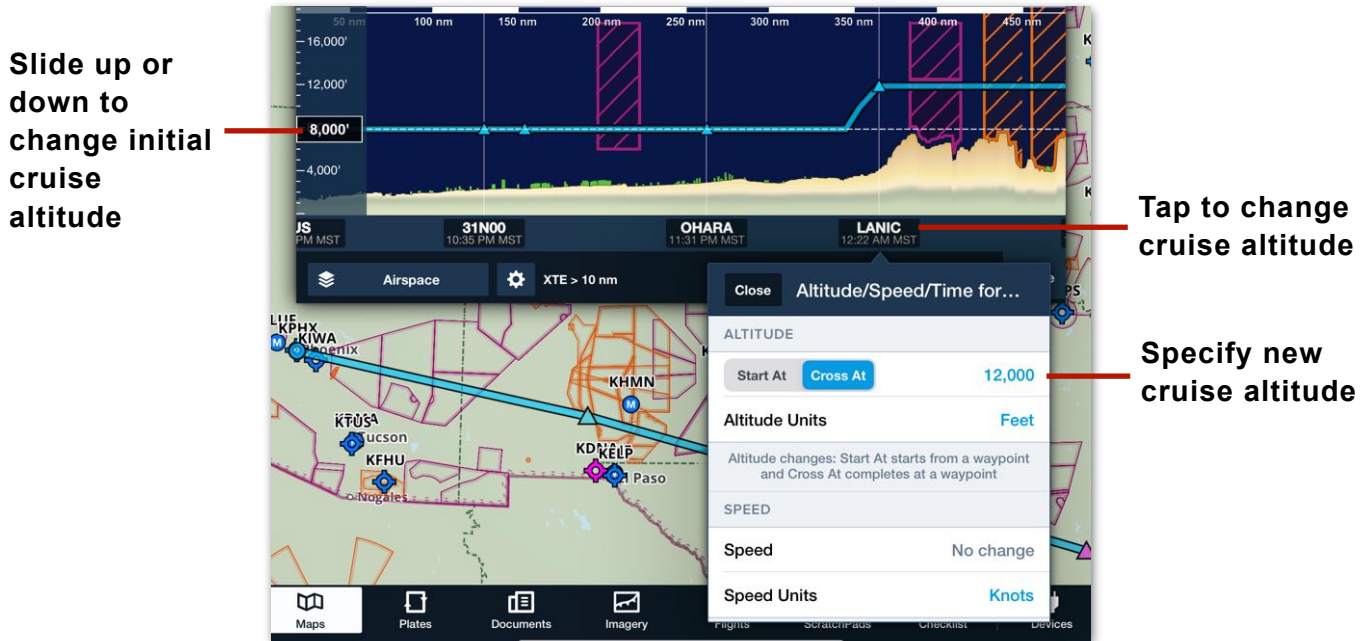 Slide up or
down to
change initial
cruise
altitude
50 nm 100 nm 150 nm 200 nm 250 nm 300 nm 350 nm 400 nm 450 nm
16,000'
12,000'
8,000'
4,000'
US
PM MST
31N00
10:35 PM MST
OHARA
11:31 PM MST
LANIC
12:22 AM MST
Tap to change
cruise altitude
Airspace
XTE > 10 nm
Close Altitude/Speed/Time for...
ALTITUDE
Start At Cross At 12,000
Altitude Units Feet
Altitude changes: Start At starts from a waypoint
and Cross At completes at a waypoint
SPEED
Speed No change
Speed Units Knots
Specify new
cruise altitude
KPHX
KIWA
Phoenix
M
KHMN
M
KTUS
Tucson
KFHU
Nogales
KELP
El Paso
Maps Plates Documents Imagery Flights ScratchPads Checklist Devices